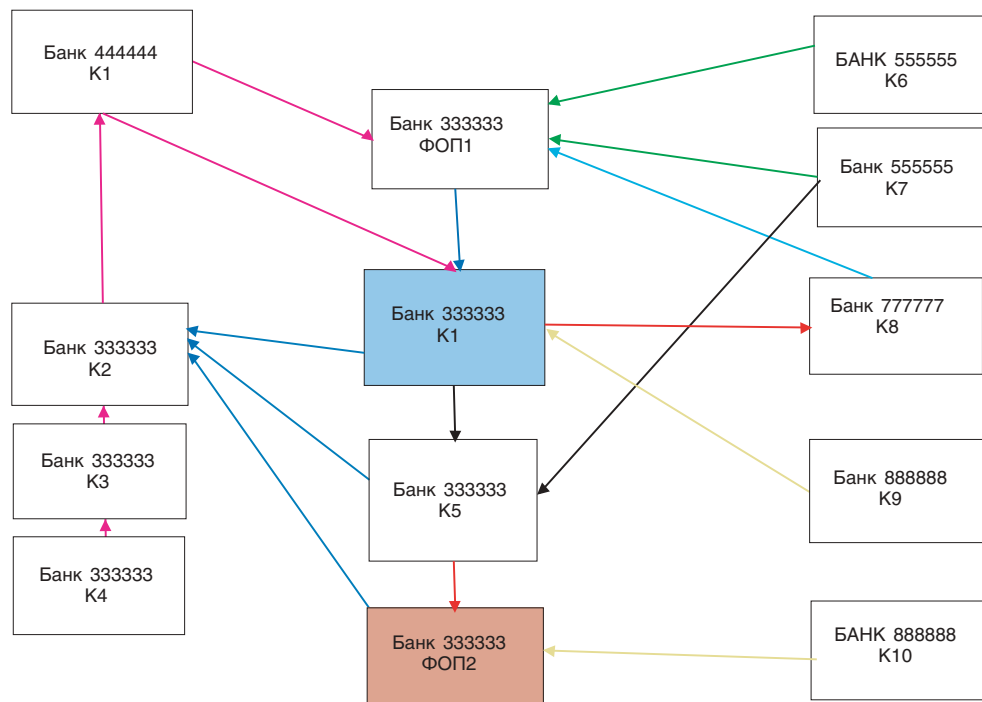 Банк 444444
К1
БАНК 555555
К6
Банк 333333
ФОП1
Банк 555555
К7
Банк 333333
К1
Банк 777777
К8
Банк 333333
К2
Банк 333333
К3
Банк 333333
К5
Банк 888888
К9
Банк 333333
К4
Банк 333333
ФОП2
БАНК 888888
К10